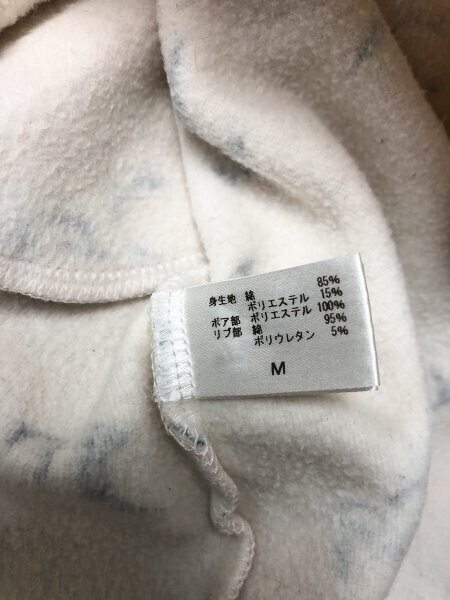 身生地 綿 85%
ポリエステル 15%
ボア部 ポリエステル 100%
リブ部 綿 95%
ポリウレタン 5%
M